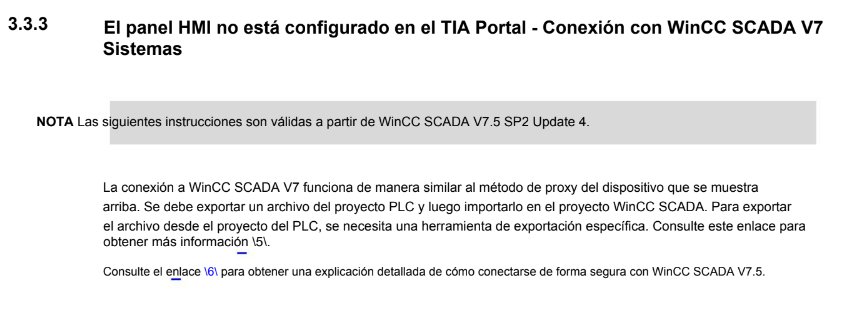 3.3.3 El panel HMI no está configurado en el TIA Portal - Conexión con WinCC SCADA V7
Sistemas
NOTA Las siguientes instrucciones son válidas a partir de WinCC SCADA V7.5 SP2 Update 4.
La conexión a WinCC SCADA V7 funciona de manera similar al método de proxy del dispositivo que se muestra
arriba. Se debe exportar un archivo del proyecto PLC y luego importarlo en el proyecto WinCC SCADA. Para exportar
el archivo desde el proyecto del PLC, se necesita una herramienta de exportación específica. Consulte este enlace para
obtener más información \5\.
Consulte el enlace \6\ para obtener una explicación detallada de cómo conectarse de forma segura con WinCC SCADA V7.5.